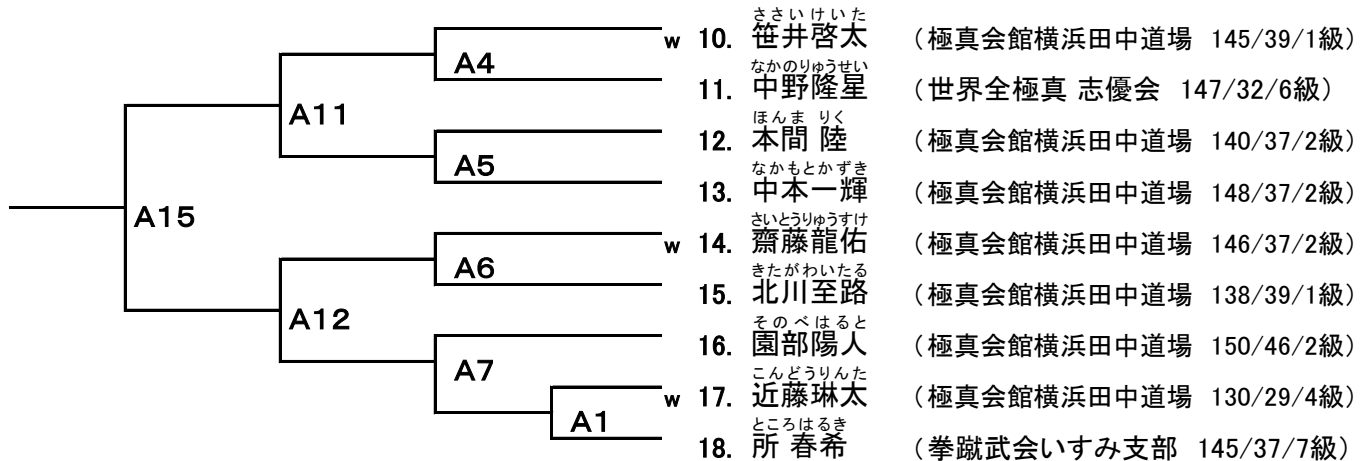 ささいけいた
w 10. 笹井啓太 （極真会館横浜田中道場 145/39/1級）
A4
なかのりゅうせい
11. 中野隆星 （世界全極真 志優会 147/32/6級）
A11
ほんま りく
12. 本間 陸 （極真会館横浜田中道場 140/37/2級）
A5
なかもとかずき
13. 中本一輝 （極真会館横浜田中道場 148/37/2級）
A15
さいとうりゅうすけ
w 14. 齋藤龍佑 （極真会館横浜田中道場 146/37/2級）
A6
きたがわいたる
15. 北川至路 （極真会館横浜田中道場 138/39/1級）
A12
そのべはると
16. 園部陽人 （極真会館横浜田中道場 150/46/2級）
A7
こんどうりんた
w 17. 近藤琳太 （極真会館横浜田中道場 130/29/4級）
A1
ところはるき
18. 所 春希 （拳蹴武会いすみ支部 145/37/7級）